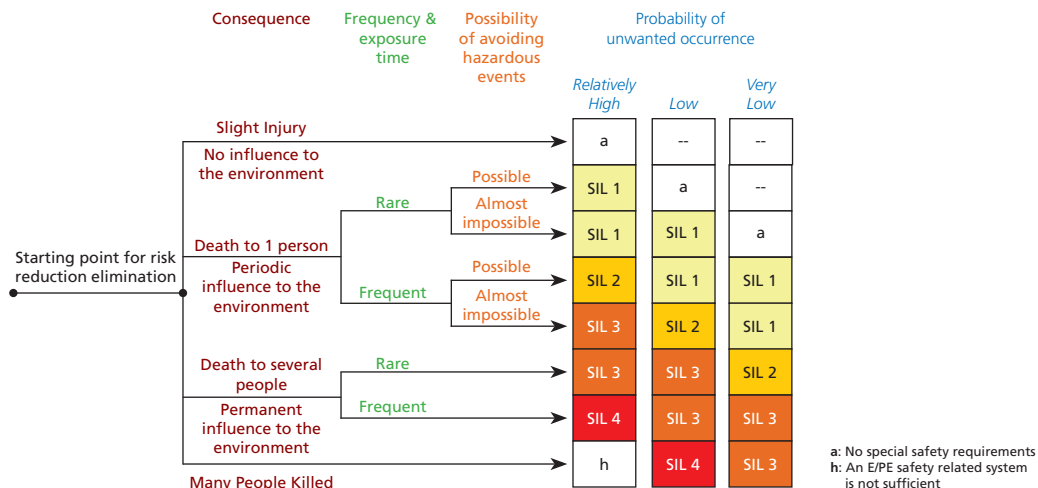 Consequence
Frequency &
exposure
time
Possibility
of avoiding
hazardous
events
Probability of
unwanted occurrence
Relatively
High
Low
Very
Low
Slight Injury
No influence to
the environment
a
--
--
Possible
SIL 1
a
--
Rare
Almost
impossible
SIL 1
SIL 1
a
Starting point for risk
reduction elimination
Death to 1 person
Periodic
influence to the
environment
Possible
SIL 2
SIL 1
SIL 1
Frequent
Almost
impossible
SIL 3
SIL 2
SIL 1
Death to several
people
Rare
SIL 3
SIL 3
SIL 2
Permanent
influence to the
environment
Frequent
SIL 4
SIL 3
SIL 3
h
SIL 4
SIL 3
Many People Killed
a: No special safety requirements
h: An E/PE safety related system
is not sufficient